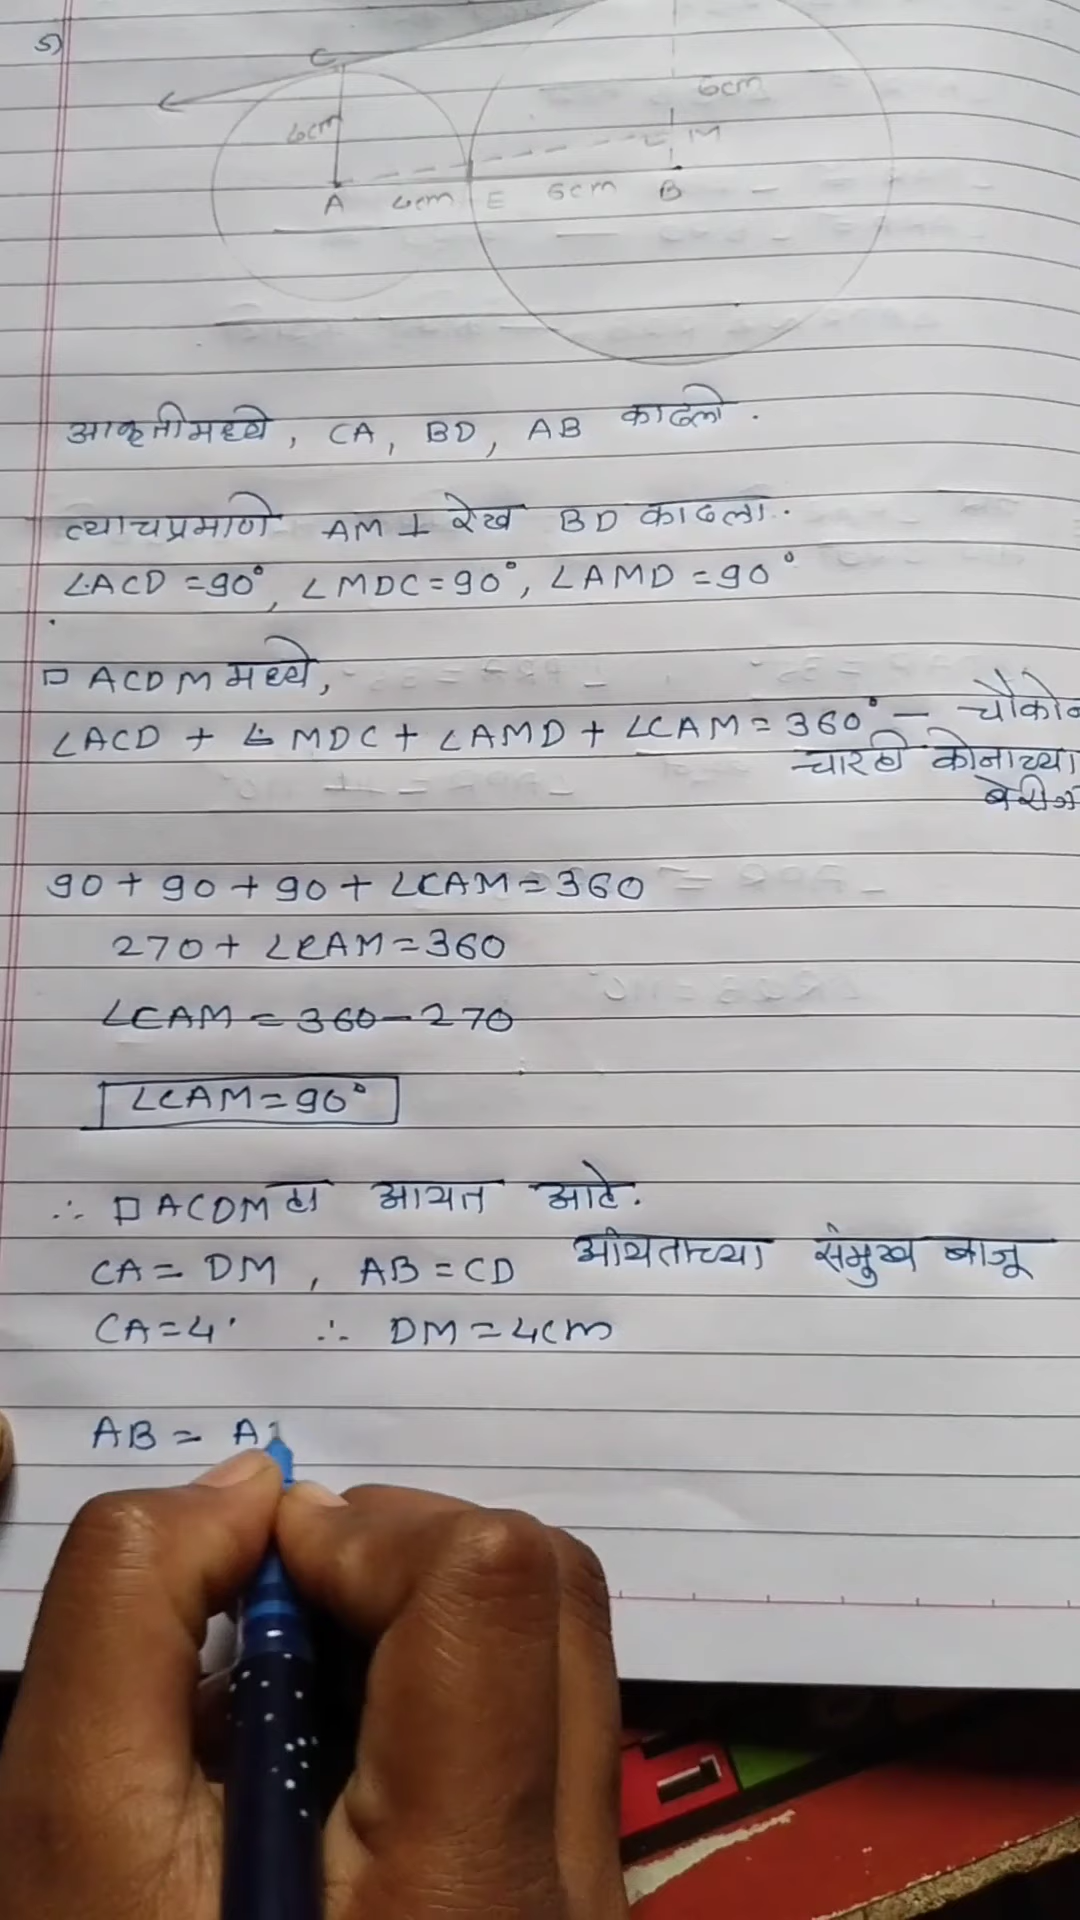 5)
C
6cm
4cm
M
A 4cm E 6cm B
आकृतीमध्ये, CA, BD, AB काढले.
त्याचप्रमाणे AM ⊥ रेख BD काढला.
∠ACD = 90°, ∠MDC = 90°, ∠AMD = 90°
□ ACDM मध्ये,
∠ACD + ∠MDC + ∠AMD + ∠CAM = 360° - चौकोन
चारही कोनाच्या
बेरीज
90 + 90 + 90 + ∠CAM = 360
270 + ∠CAM = 360
∠CAM = 360 - 270
∠CAM = 90°
∴ □ ACDM हा आयत आहे.
CA = DM, AB = CD आयताच्या संमुख बाजू
CA = 4 ∴ DM = 4cm
AB = A